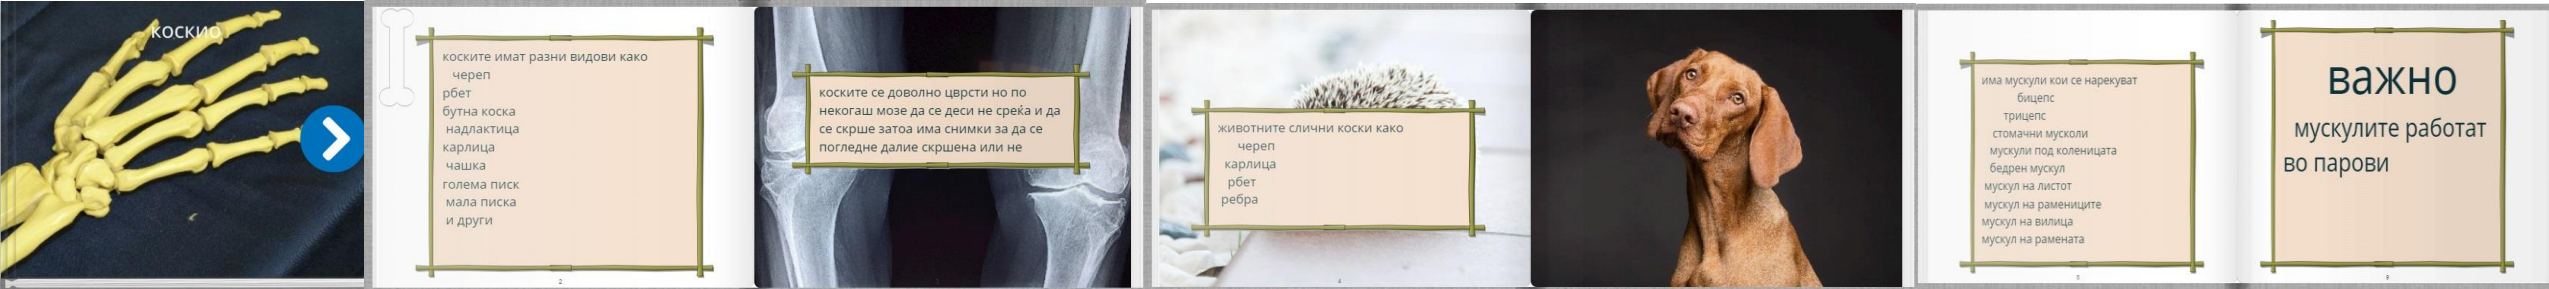 коскио
коските имат разни видови како
череп
рбет
бутна коска
надлактица
карлица
чашка
голема писк
мала писка
и други
2
коските се доволно цврсти но по
некогаш мозе да се деси не среќа и да
се скрше затоа има снимки за да се
погледне далие скршена или не
животните слични коски како
череп
карлица
рбет
ребра
4
има мускули кои се нарекуват
бицепс
трицепс
стомачни мусколи
мускули под коленицата
бедрен мускул
мускул на листот
мускул на рамениците
мускул на вилица
мускул на рамената
важно
мускулите работат
во парови